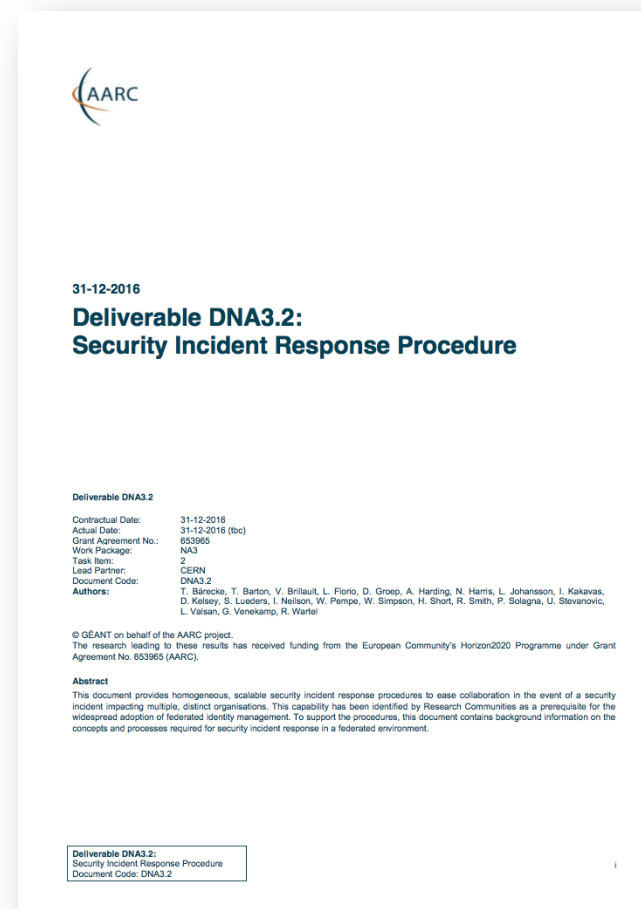 AARC
31-12-2016
Deliverable DNA3.2:
Security Incident Response Procedure
Deliverable DNA3.2
Contractual Date: 31-12-2016
Actual Date: 31-12-2016 (tbc)
Grant Agreement No.: 653965
Work Package: NA3
Task Item: 2
Lead Partner: CERN
Document Code: DNA3.2
Authors: T. Bärecke, T. Barton, V. Brillault, L. Florio, D. Groep, A. Harding, N. Harris, L. Johansson, I. Kakavas,
D. Kelsey, S. Lueders, I. Neilson, W. Pempe, W. Simpson, H. Short, R. Smith, P. Solagna, U. Stevanovic,
L. Valsan, G. Venekamp, R. Wartel
© GÉANT on behalf of the AARC project.
The research leading to these results has received funding from the European Community's Horizon2020 Programme under Grant
Agreement No. 653965 (AARC).
Abstract
This document provides homogeneous, scalable security incident response procedures to ease collaboration in the event of a security
incident impacting multiple, distinct organisations. This capability has been identified by Research Communities as a prerequisite for the
widespread adoption of federated identity management. To support the procedures, this document contains background information on the
concepts and processes required for security incident response in a federated environment.
Deliverable DNA3.2:
Security Incident Response Procedure
Document Code: DNA3.2
i